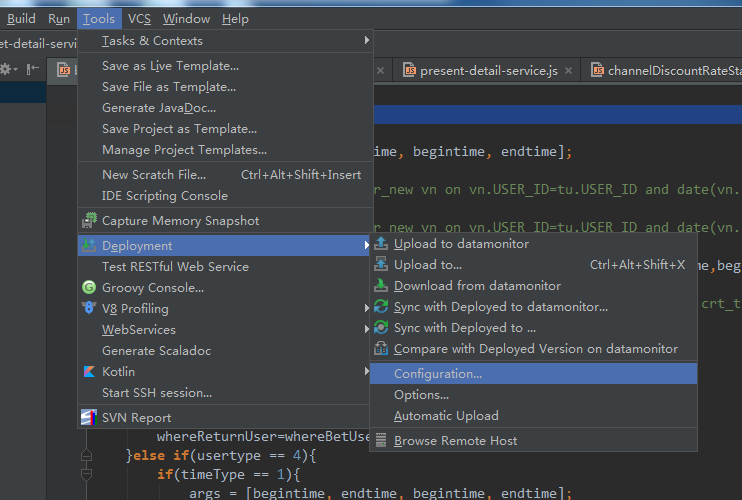 Build Run Tools VCS Window Help
et-detail-servi
Tasks & Contexts
present-detail-service.js
channelDiscountRateSta
Save as Live Template...
Save File as Template...
Generate JavaDoc...
Save Project as Template...
Manage Project Templates...
time, begintime, endtime];
New Scratch File... Ctrl+Alt+Shift+Insert
IDE Scripting Console
r_new vn on vn.USER_ID=tu.USER_ID and date(vn.
Capture Memory Snapshot
r_new vn on vn.USER_ID=tu.USER_ID and date(vn.
Deployment
Test RESTful Web Service
Groovy Console...
V8 Profiling
WebServices
Generate Scaladoc
Kotlin
Start SSH session...
SVN Report
Upload to datamonitor
Upload to... Ctrl+Alt+Shift+X
Download from datamonitor
Sync with Deployed to datamonitor...
Sync with Deployed to ...
Compare with Deployed Version on datamonitor
Configuration...
Options...
Automatic Upload
Browse Remote Host
me,beg
crt_t
whereReturnUser=whereBetUse
}else if(usertype == 4){
if(timeType == 1){
args = [begintime, endtime, begintime, endtime];